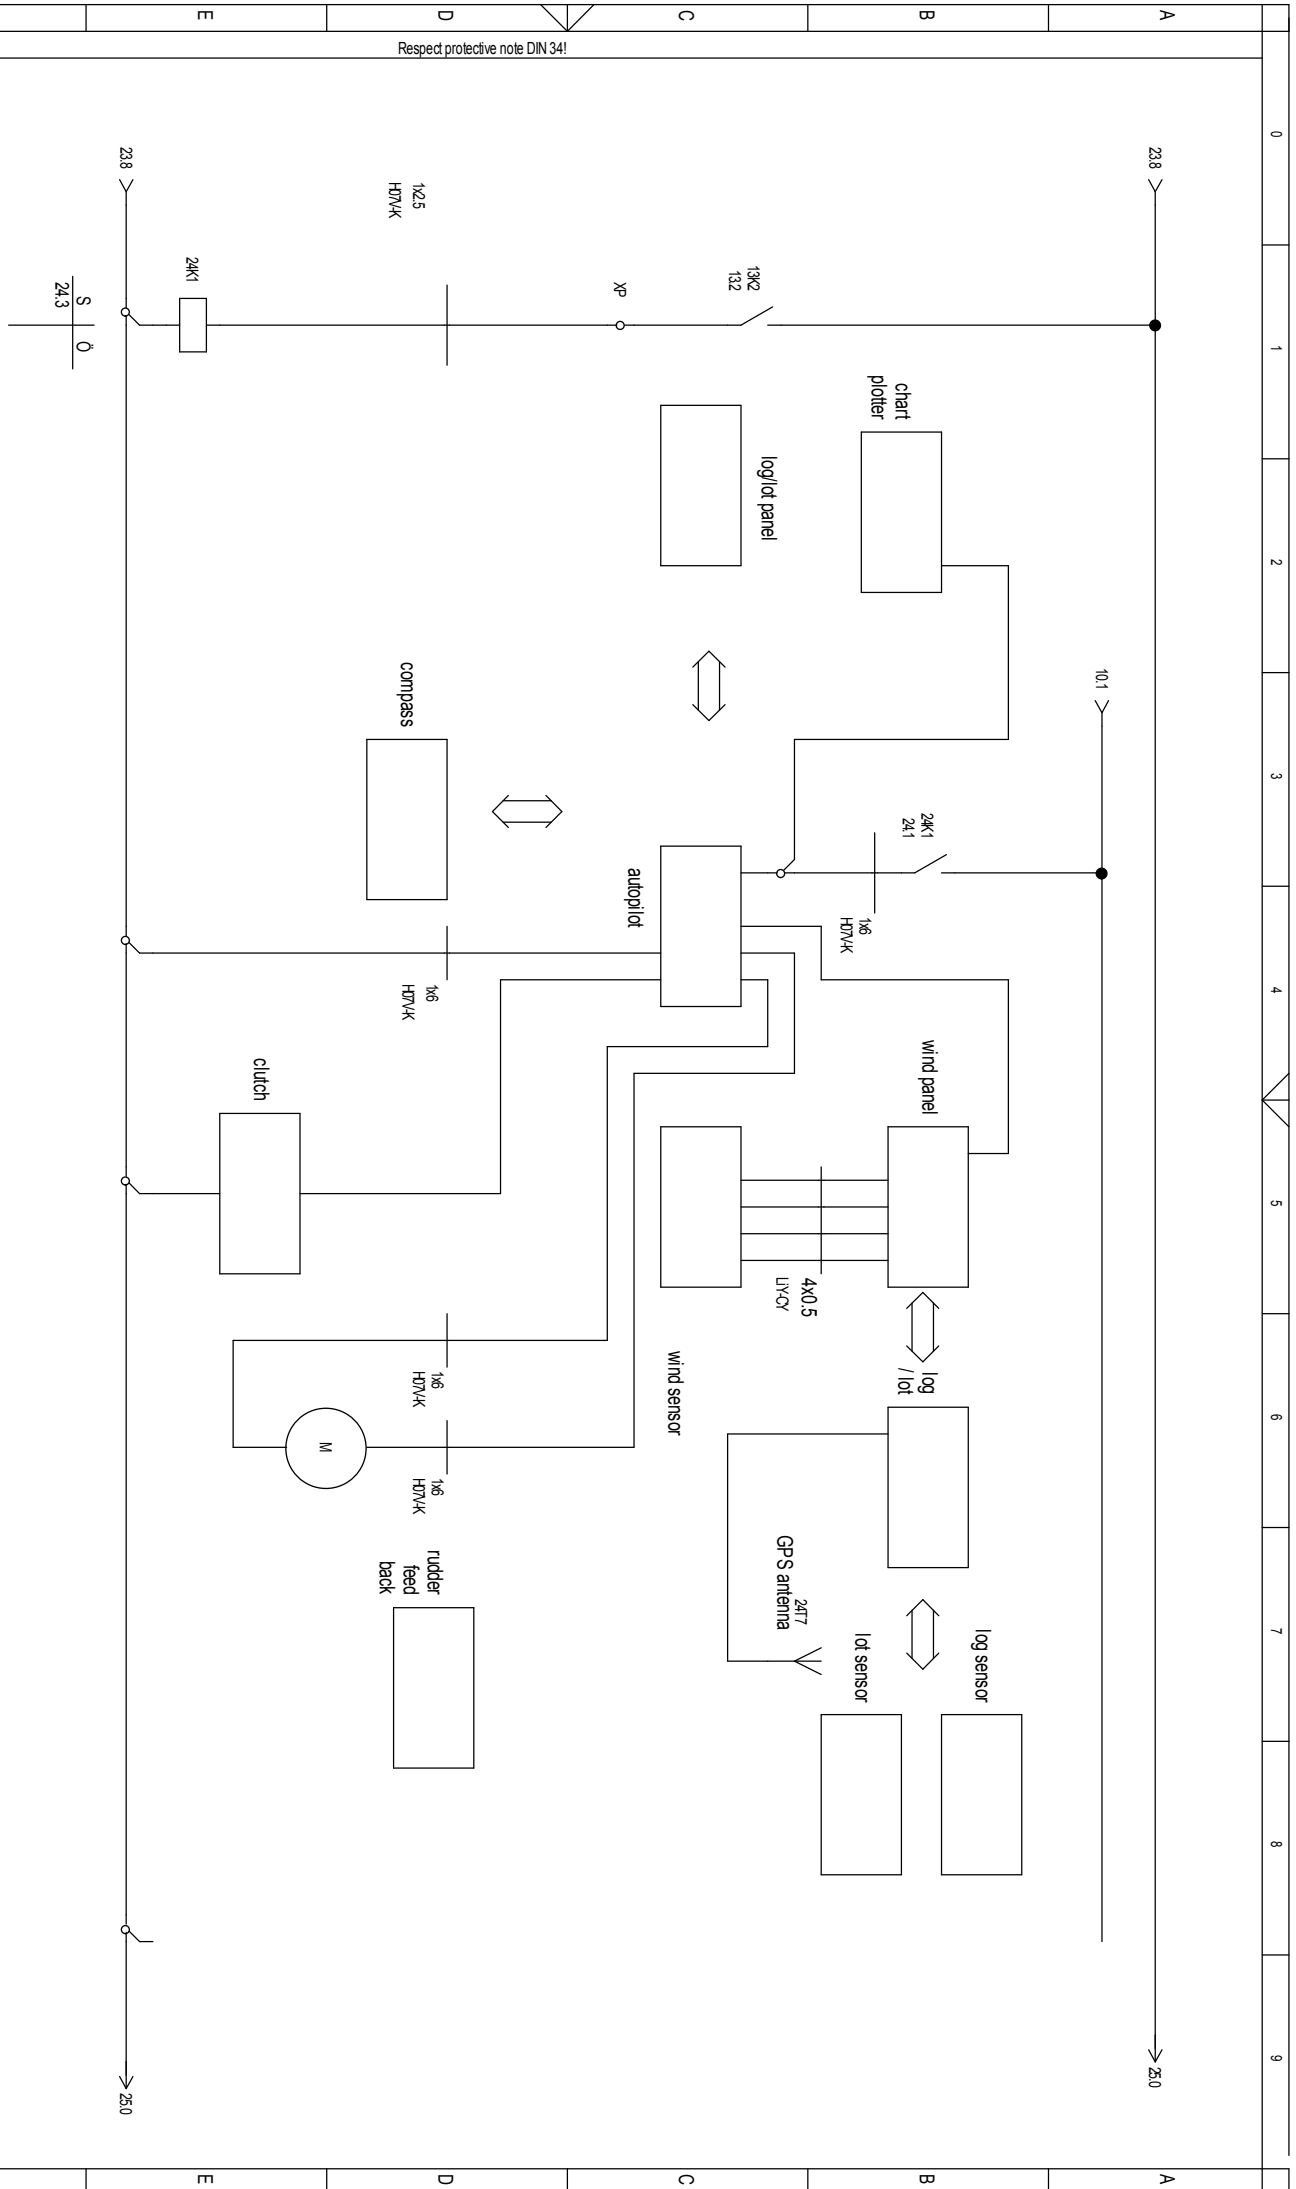 0
1
2
3
4
5
6
7
8
9
A
B
C
D
E
A
B
C
D
E
Respect protective note DIN 34!
23.8
25.0
10.1
chart
plotter
24K1
24.1
1x6
H07V-K
wind panel
log
/ lot
log sensor
lot sensor
24T7
GPS antenna
4x0.5
LiY-CY
13K2
13.2
XP
log/lot panel
autopilot
wind sensor
compass
1x2.5
H07V-K
1x6
H07V-K
1x6
H07V-K
1x6
H07V-K
rudder
feed
back
M
clutch
24K1
23.8
25.0
S Ö
24.3